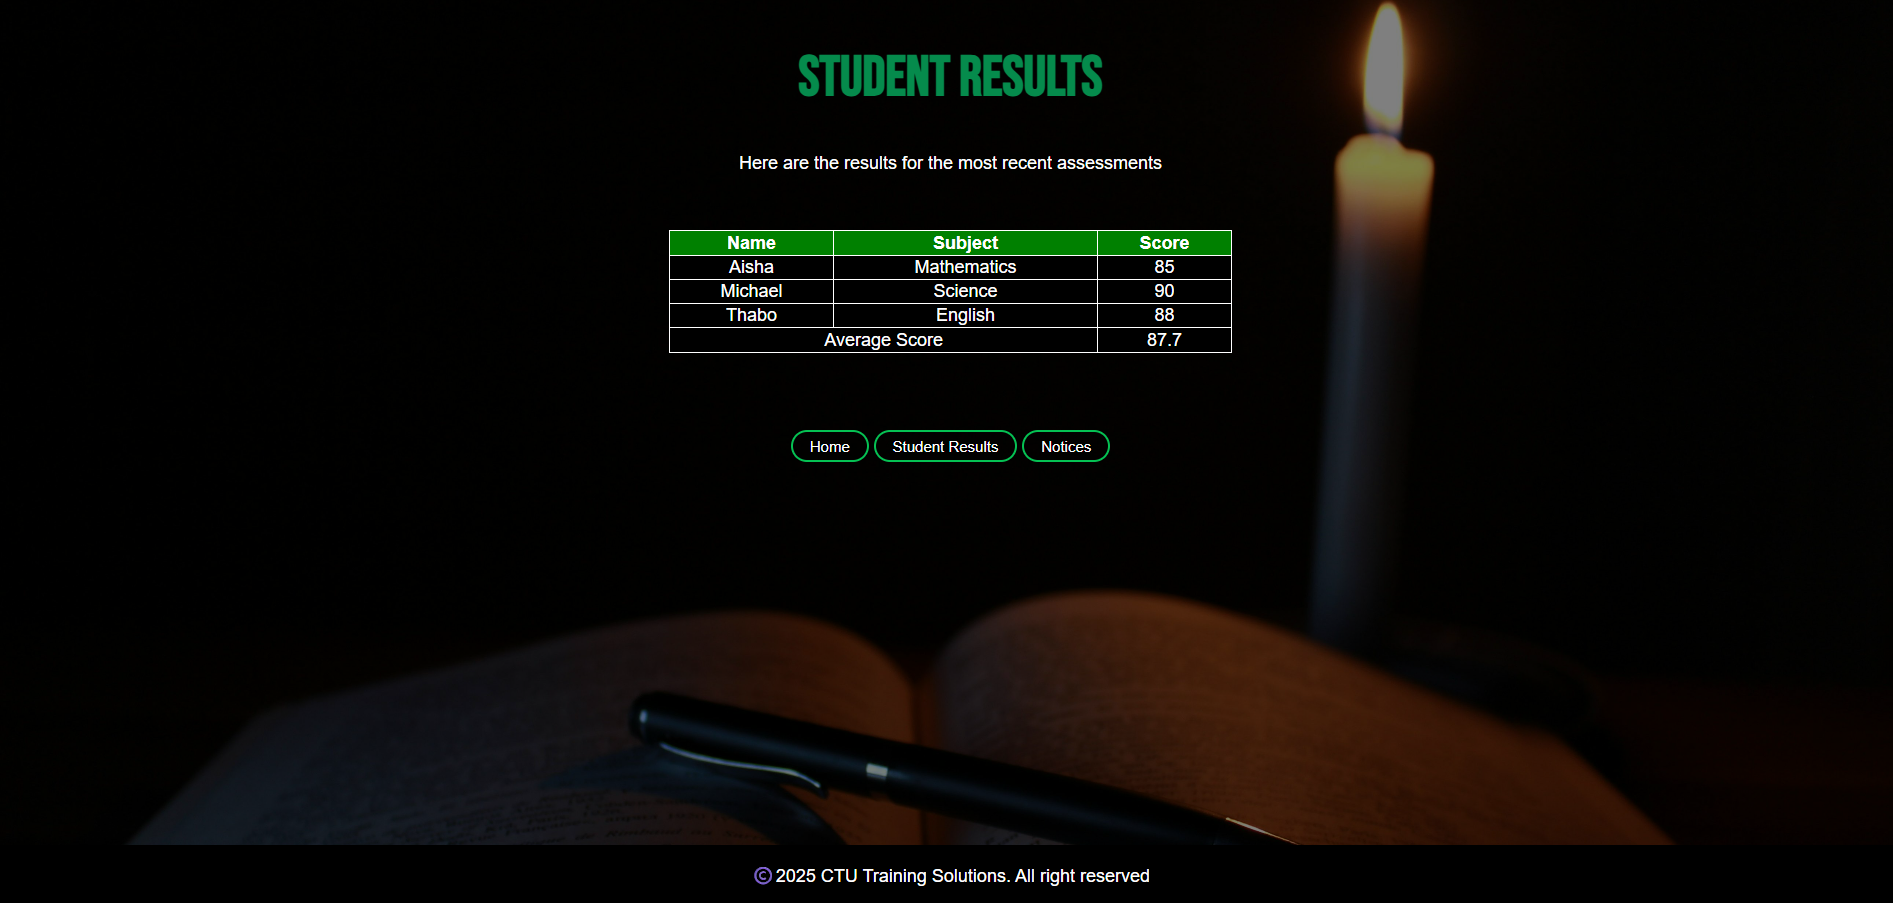 STUDENT RESULTS
Here are the results for the most recent assessments
Name Subject Score
Aisha Mathematics 85
Michael Science 90
Thabo English 88
Average Score 87.7
Home Student Results Notices
© 2025 CTU Training Solutions. All right reserved